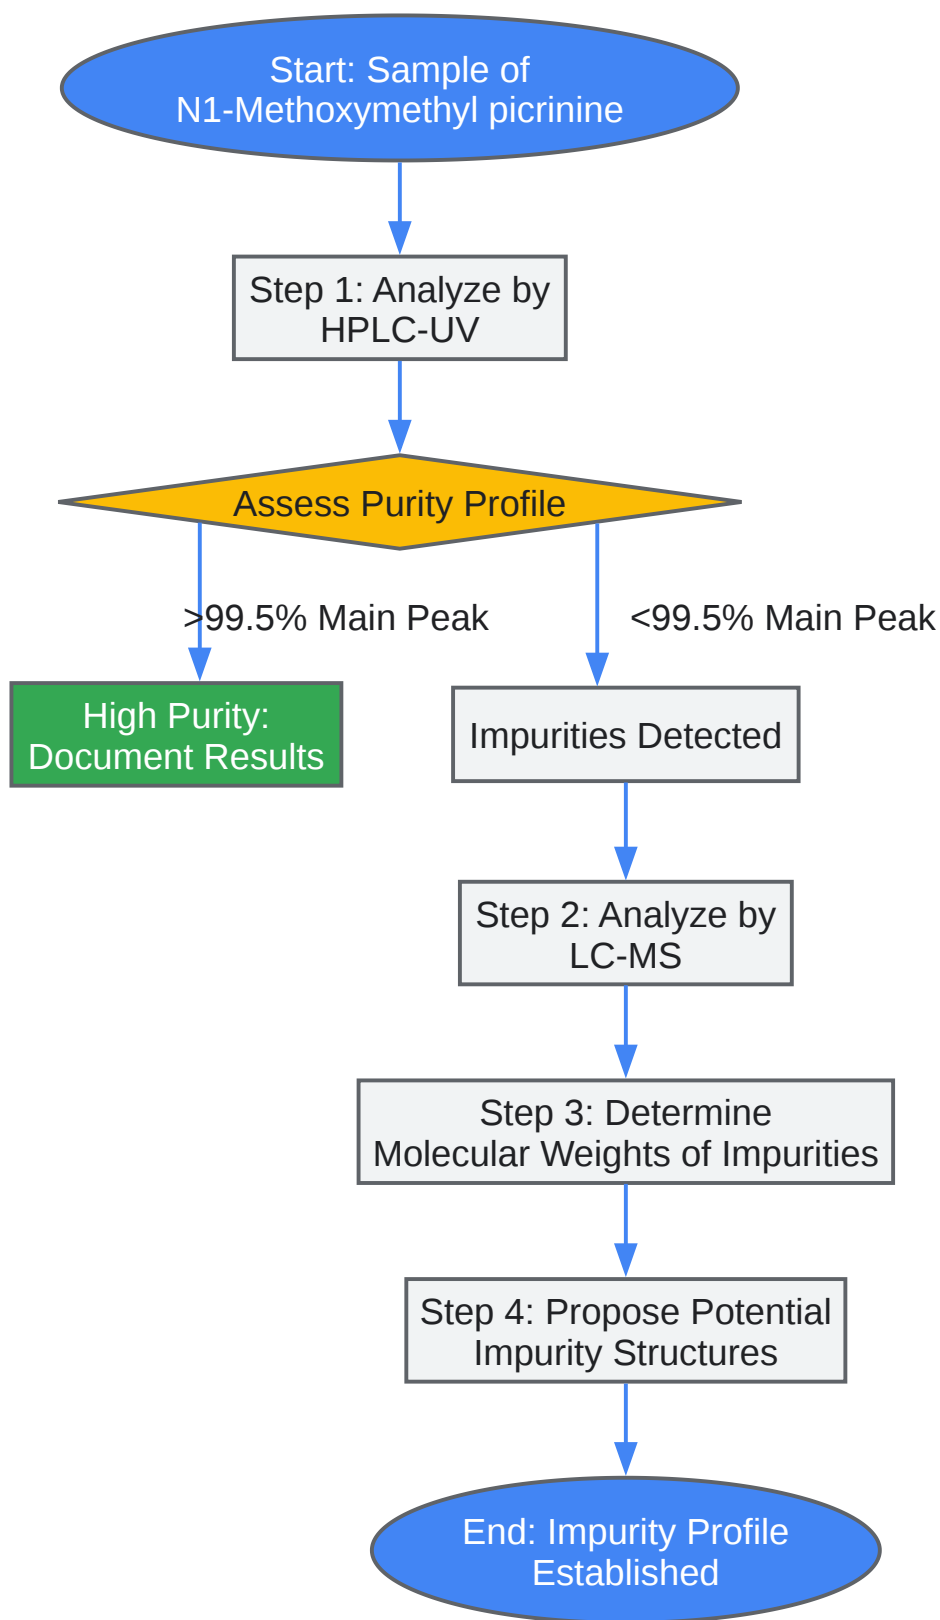 Start: Sample of
N1-Methoxymethyl picrinine
Step 1: Analyze by
HPLC-UV
Assess Purity Profile
>99.5% Main Peak
<99.5% Main Peak
High Purity:
Document Results
Impurities Detected
Step 2: Analyze by
LC-MS
Step 3: Determine
Molecular Weights of Impurities
Step 4: Propose Potential
Impurity Structures
End: Impurity Profile
Established